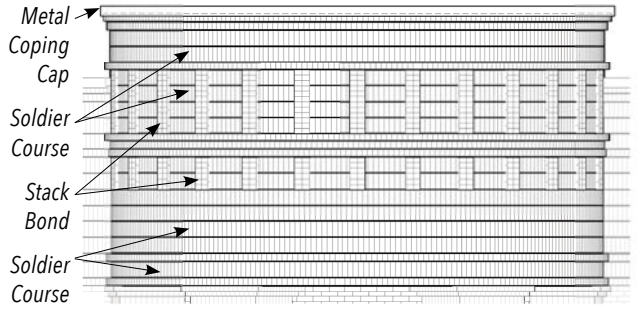 Metal
Coping
Cap
Soldier
Course
Stack
Bond
Soldier
Course